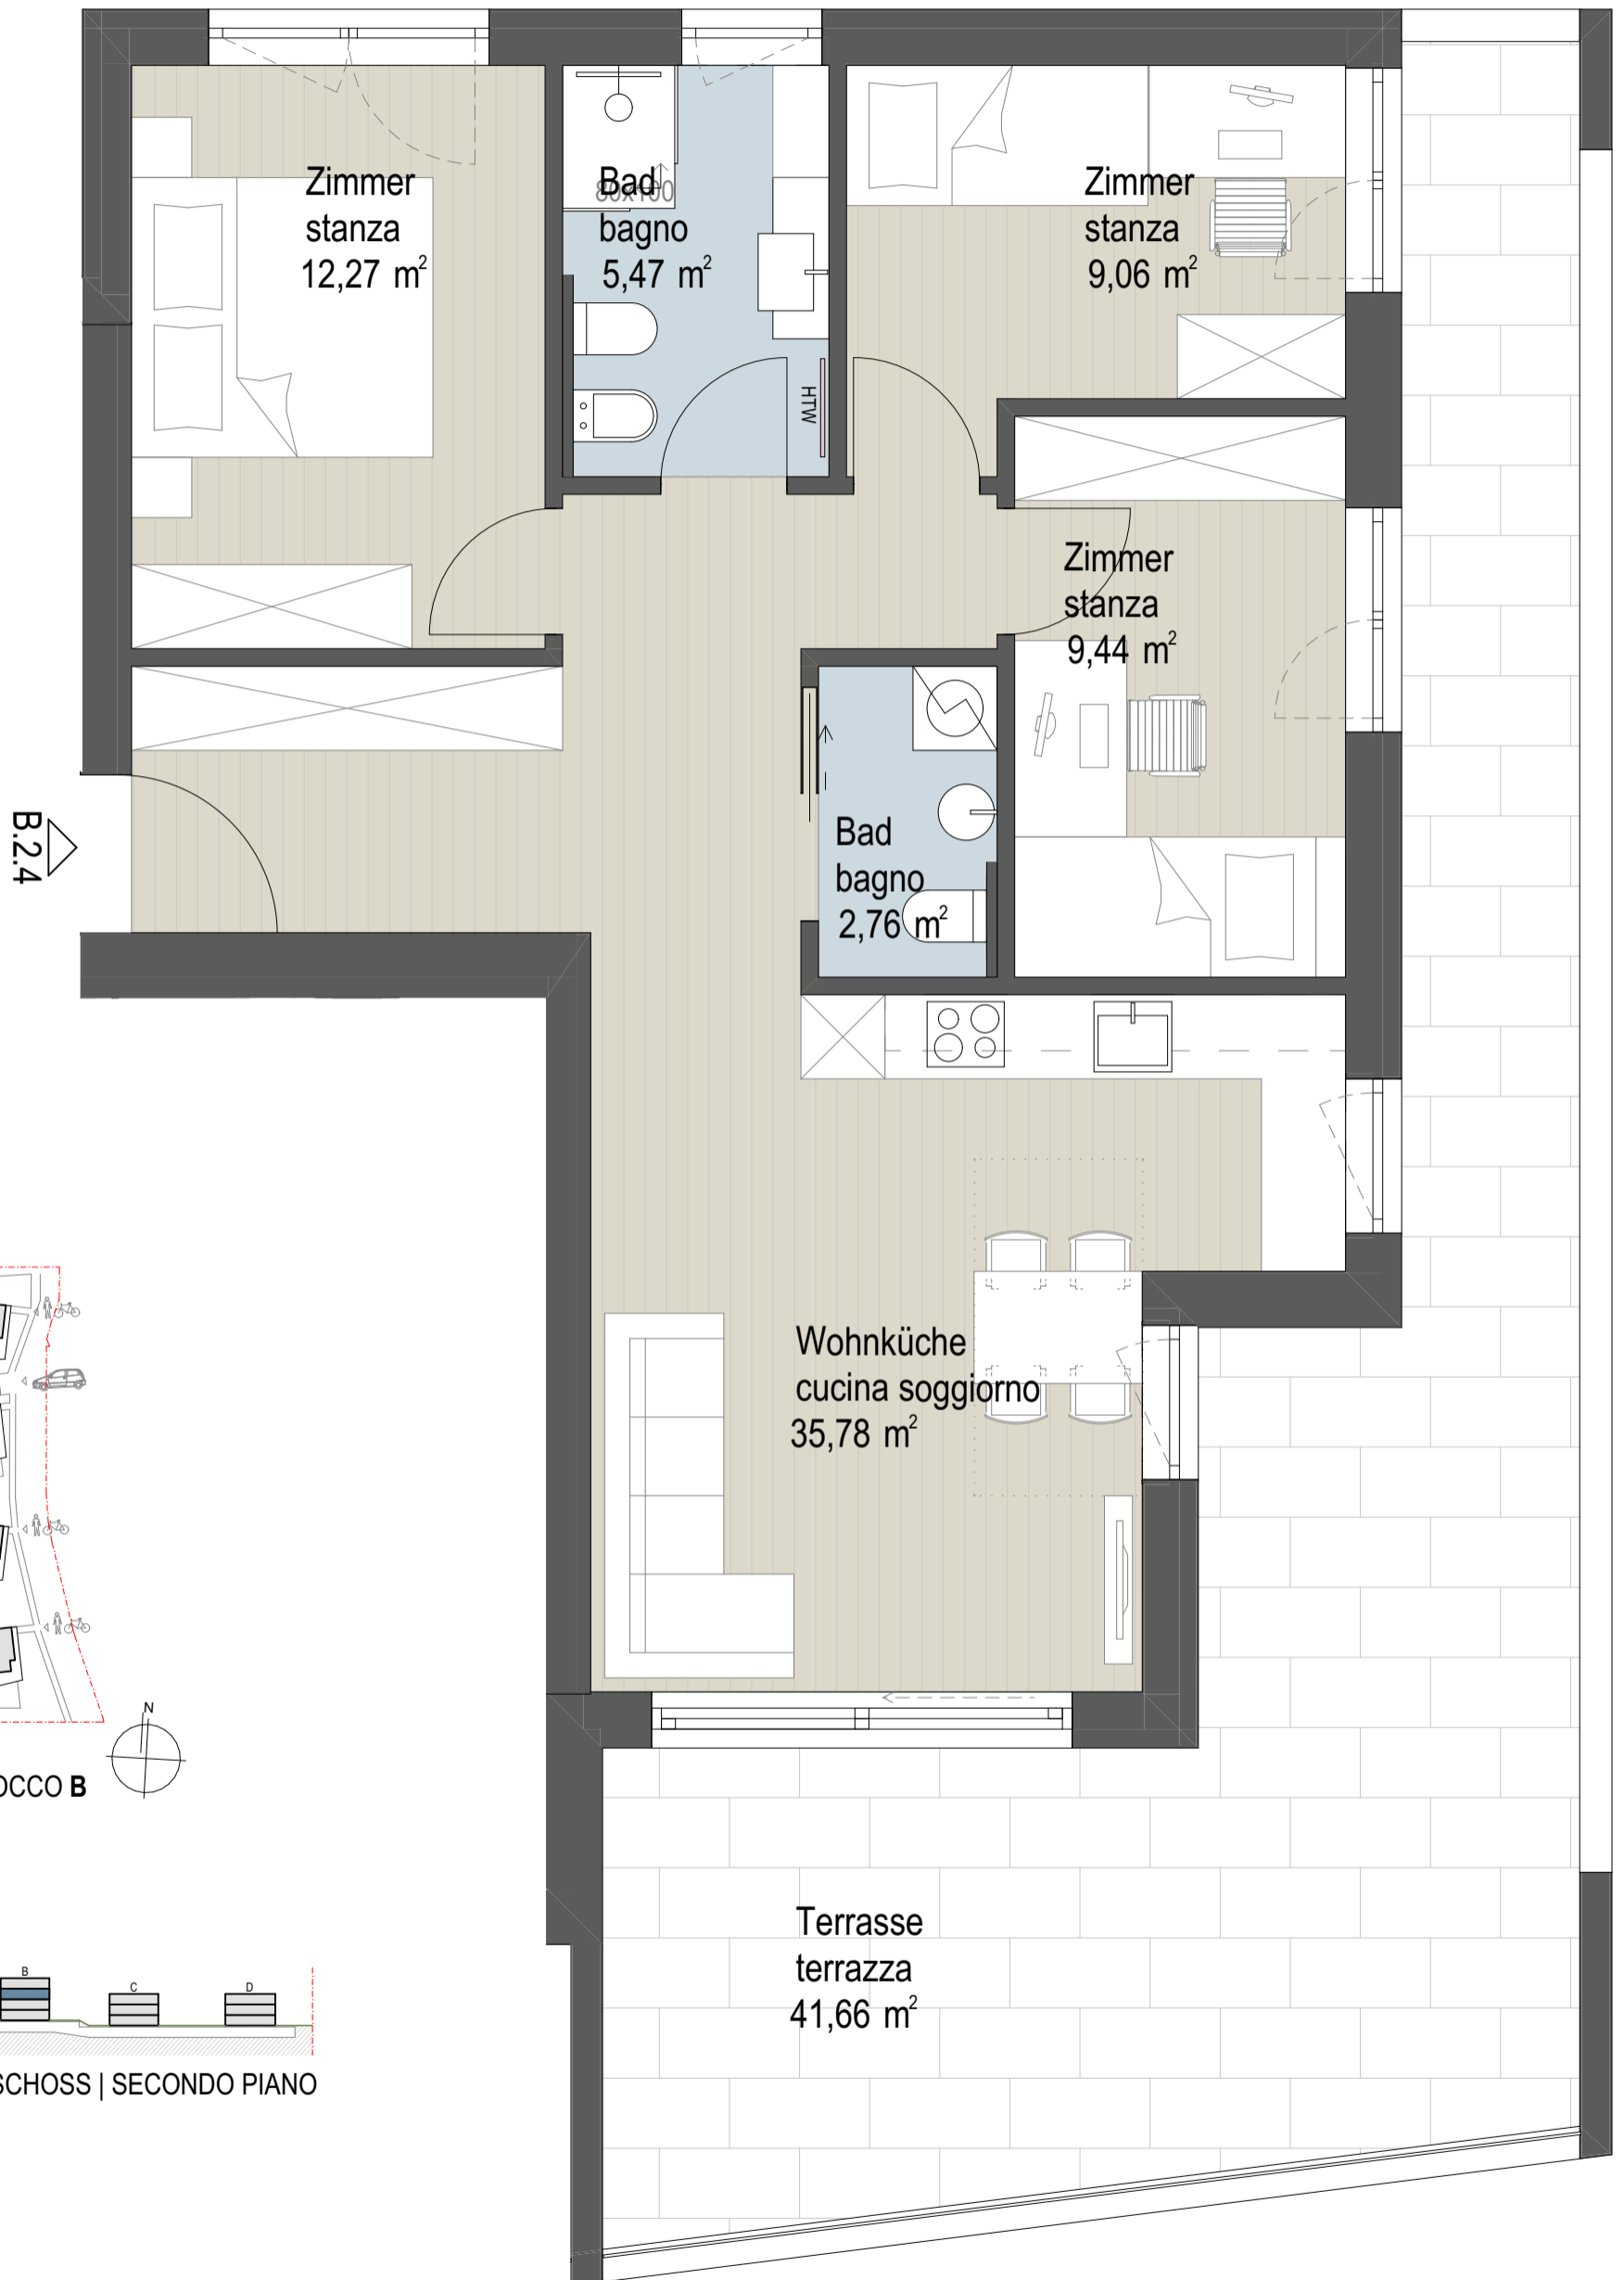 Zimmer
stanza
12,27 m²
Bad
80x100
bagno
5,47 m²
Zimmer
stanza
9,06 m²
HTW
Zimmer
stanza
9,44 m²
B.2.4
Bad
bagno
2,76 m²
Wohnküche
cucina soggiorno
35,78 m²
N
OCCO B
Terrasse
terrazza
41,66 m²
B
C
D
SCHOSS | SECONDO PIANO